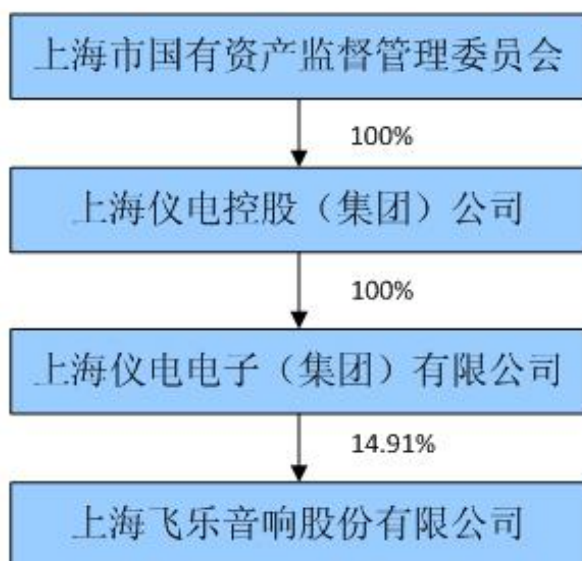 上海市国有资产监督管理委员会
100%
上海仪电控股（集团）公司
100%
上海仪电电子（集团）有限公司
14.91%
上海飞乐音响股份有限公司